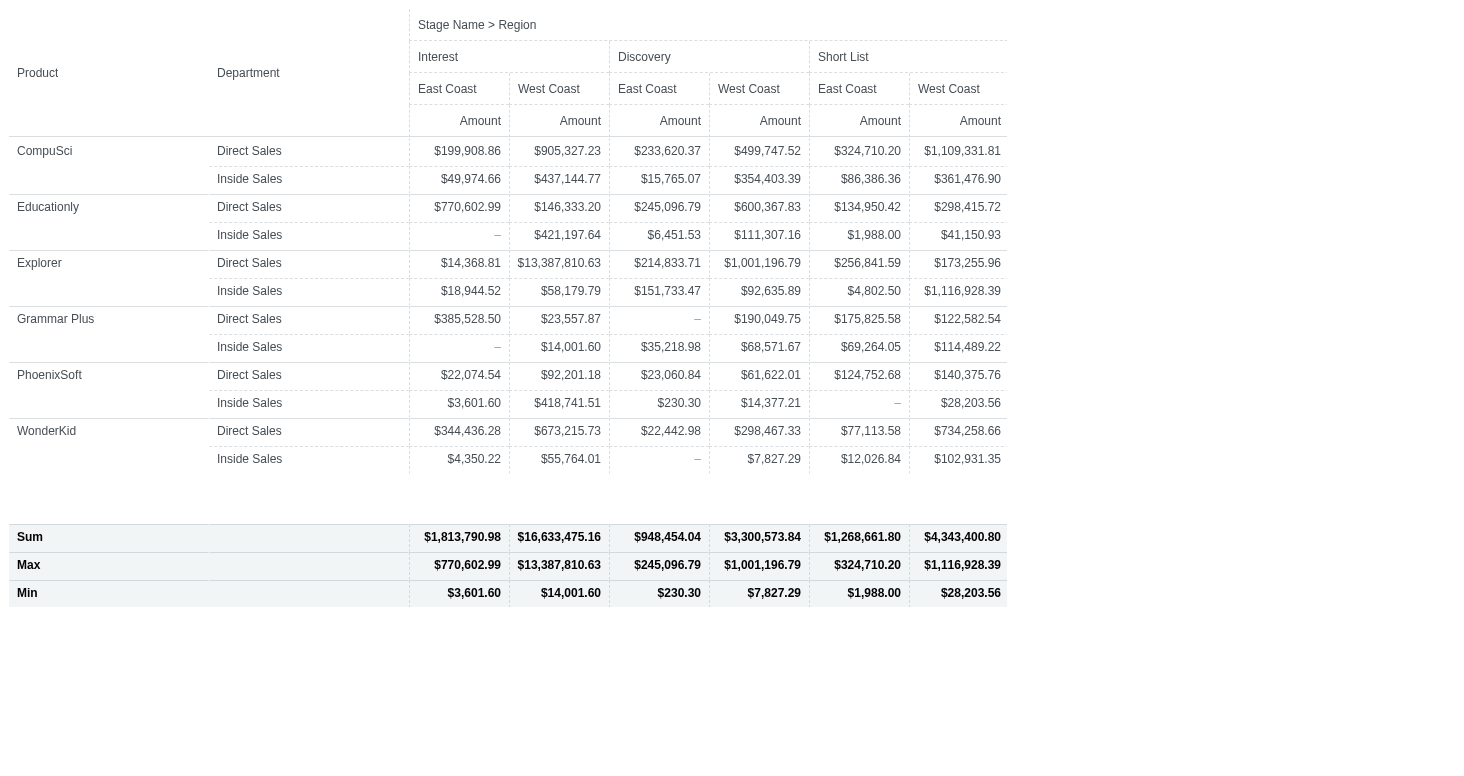 Stage Name > Region
Product Department Interest Discovery Short List
East Coast West Coast East Coast West Coast East Coast West Coast
Amount Amount Amount Amount Amount Amount
CompuSci Direct Sales $199,908.86 $905,327.23 $233,620.37 $499,747.52 $324,710.20 $1,109,331.81
Inside Sales $49,974.66 $437,144.77 $15,765.07 $354,403.39 $86,386.36 $361,476.90
Educationly Direct Sales $770,602.99 $146,333.20 $245,096.79 $600,367.83 $134,950.42 $298,415.72
Inside Sales – $421,197.64 $6,451.53 $111,307.16 $1,988.00 $41,150.93
Explorer Direct Sales $14,368.81 $13,387,810.63 $214,833.71 $1,001,196.79 $256,841.59 $173,255.96
Inside Sales $18,944.52 $58,179.79 $151,733.47 $92,635.89 $4,802.50 $1,116,928.39
Grammar Plus Direct Sales $385,528.50 $23,557.87 – $190,049.75 $175,825.58 $122,582.54
Inside Sales – $14,001.60 $35,218.98 $68,571.67 $69,264.05 $114,489.22
PhoenixSoft Direct Sales $22,074.54 $92,201.18 $23,060.84 $61,622.01 $124,752.68 $140,375.76
Inside Sales $3,601.60 $418,741.51 $230.30 $14,377.21 – $28,203.56
WonderKid Direct Sales $344,436.28 $673,215.73 $22,442.98 $298,467.33 $77,113.58 $734,258.66
Inside Sales $4,350.22 $55,764.01 – $7,827.29 $12,026.84 $102,931.35
Sum $1,813,790.98 $16,633,475.16 $948,454.04 $3,300,573.84 $1,268,661.80 $4,343,400.80
Max $770,602.99 $13,387,810.63 $245,096.79 $1,001,196.79 $324,710.20 $1,116,928.39
Min $3,601.60 $14,001.60 $230.30 $7,827.29 $1,988.00 $28,203.56